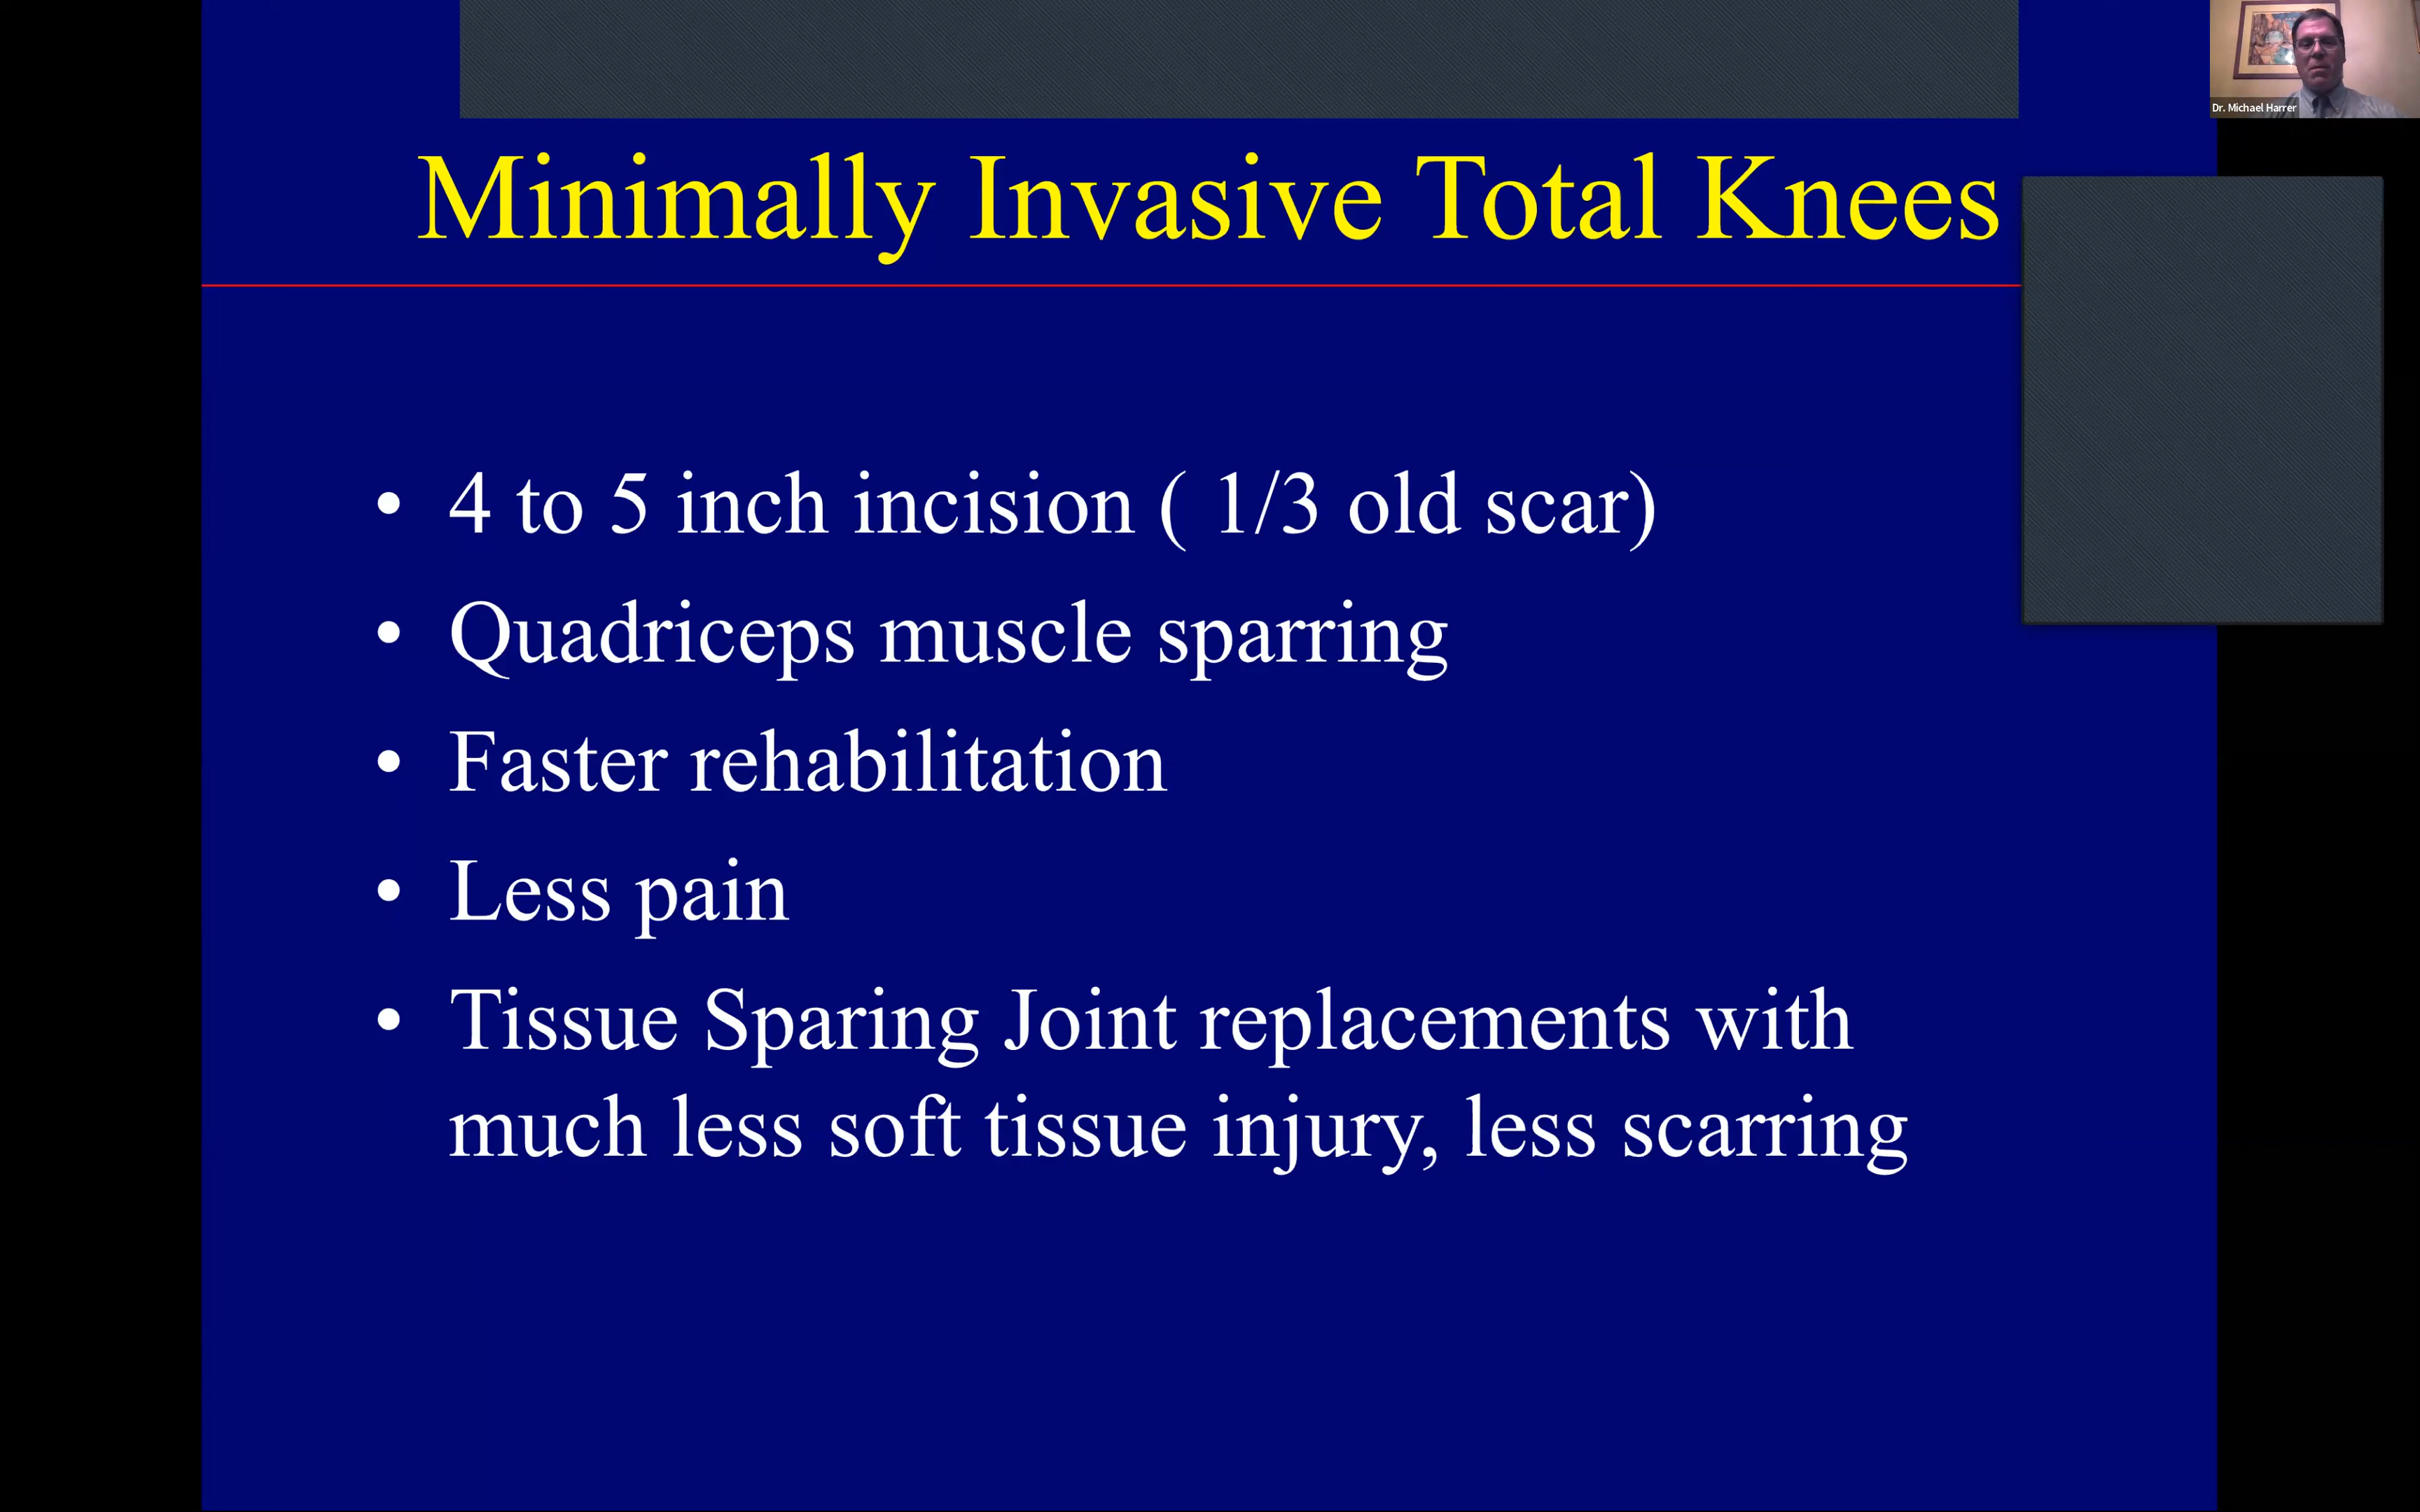 Dr. Michael Harrer
Minimally Invasive Total Knees
• 4 to 5 inch incision ( 1/3 old scar)
• Quadriceps muscle sparring
• Faster rehabilitation
• Less pain
• Tissue Sparing Joint replacements with
much less soft tissue injury, less scarring